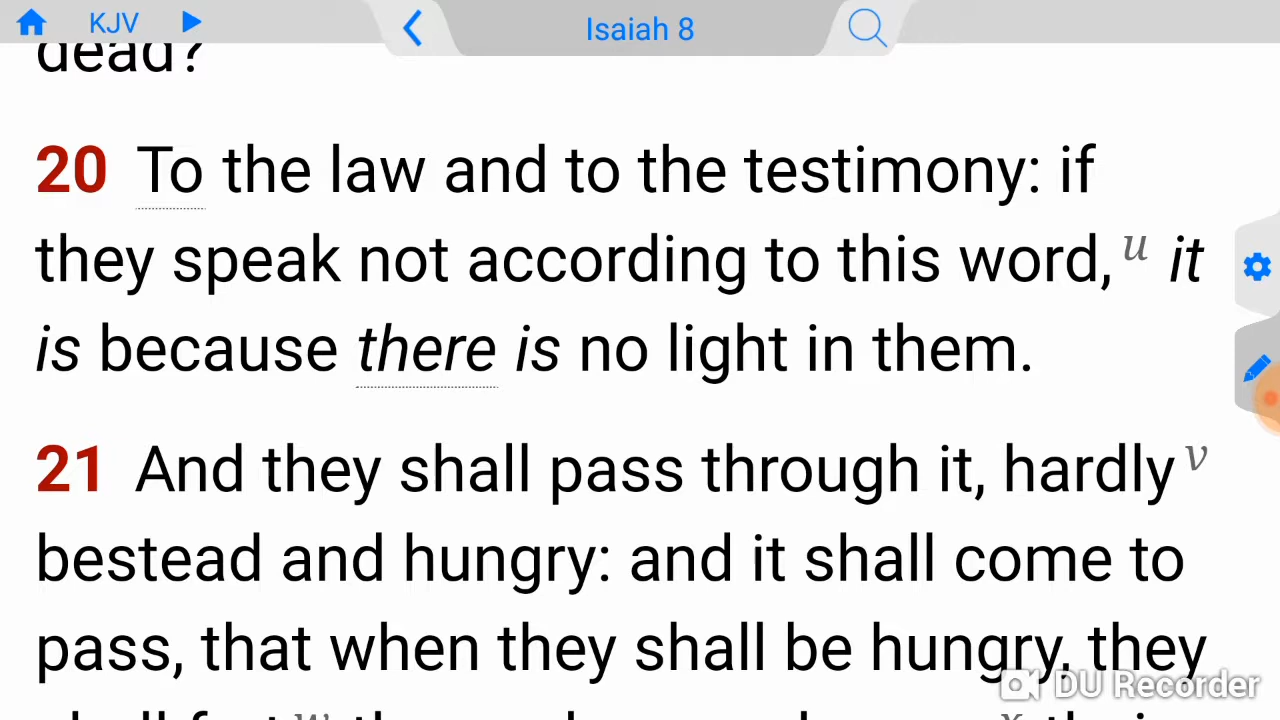 KJV
Isaiah 8
dead?
20 To the law and to the testimony: if
they speak not according to this word, u it
is because there is no light in them.
21 And they shall pass through it, hardly v
bestead and hungry: and it shall come to
pass, that when they shall be hungry, they
DU Recorder